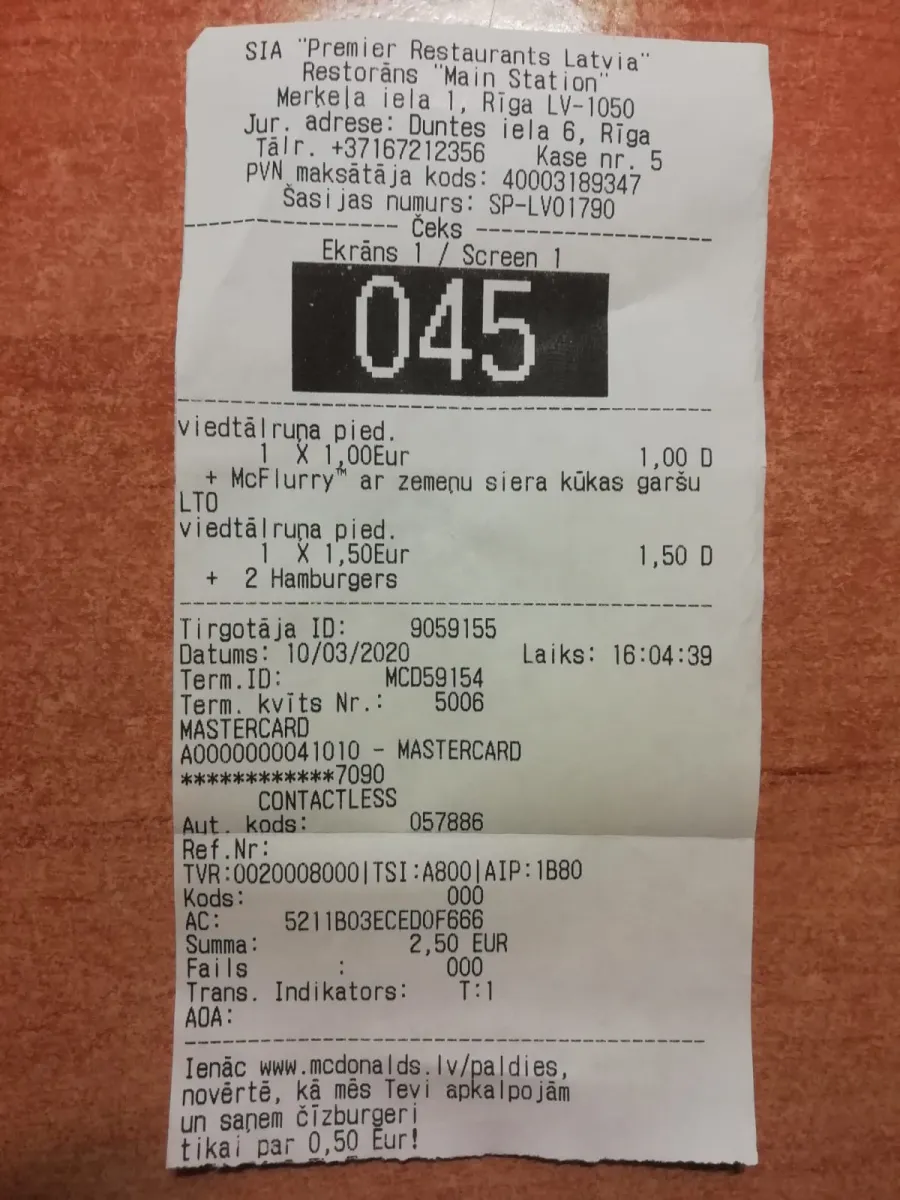 SIA "Premier Restaurants Latvia"
Restorāns "Main Station"
Merķeļa iela 1, Rīga LV-1050
Jur. adrese: Duntes iela 6, Rīga
Tālr. +37167212356 Kase nr. 5
PVN maksātāja kods: 40003189347
Šasijas numurs: SP-LV01790
Čeks
Ekrāns 1 / Screen 1
045
viedtālruņa pied.
1 X 1,00Eur 1,00 D
+ McFlurry™ ar zemeņu siera kūkas garšu
LTO
viedtālruņa pied.
1 X 1,50Eur 1,50 D
+ 2 Hamburgers
Tirgotāja ID: 9059155
Datums: 10/03/2020 Laiks: 16:04:39
Term.ID: MCD59154
Term. kvīts Nr.: 5006
MASTERCARD
A0000000041010 - MASTERCARD
************7090
CONTACTLESS
Aut. kods: 057886
Ref.Nr:
TVR:0020008000|TSI:A800|AIP:1B80
Kods: 000
AC: 5211B03ECED0F666
Summa: 2,50 EUR
Fails : 000
Trans. Indikators: T:1
AOA:
Ienāc www.mcdonalds.lv/paldies,
novērtē, kā mēs Tevi apkalpojām
un saņem čīzburgeri
tikai par 0,50 Eur!